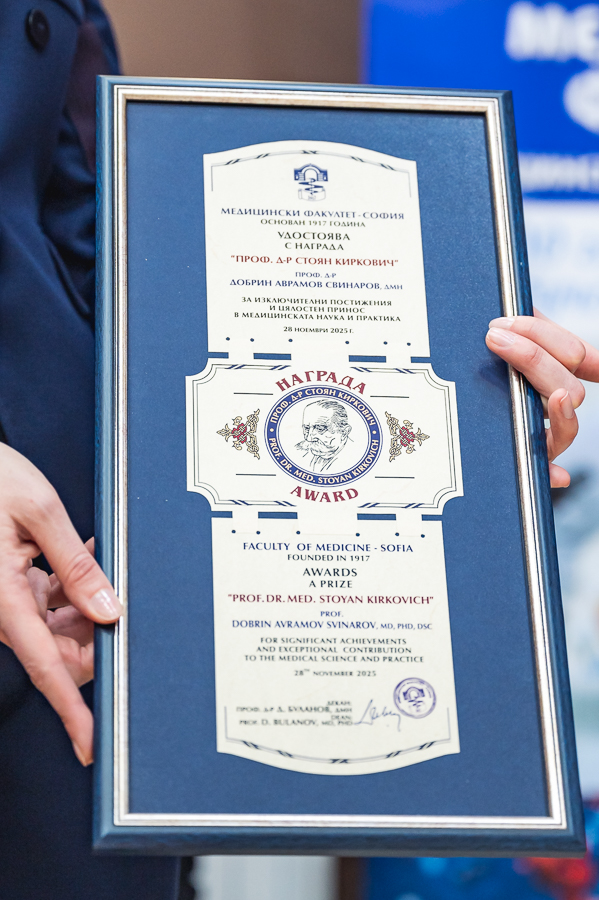 МЕДИЦИНСКИ ФАКУЛТЕТ - СОФИЯ
ОСНОВАН 1917 ГОДИНА
УДОСТОЯВА
С НАГРАДА
"ПРОФ. Д-Р СТОЯН КИРКОВИЧ"
ПРОФ. Д-Р
ДОБРИН АВРАМОВ СВИНАРОВ, ДМН
ЗА ИЗКЛЮЧИТЕЛНИ ПОСТИЖЕНИЯ
И ЦЯЛОСТЕН ПРИНОС
В МЕДИЦИНСКАТА НАУКА И ПРАКТИКА
28 НОЕМВРИ 2025 Г.
НАГРАДА
ПРОФ. Д-Р СТОЯН КИРКОВИЧ
PROF. DR. MED. STOYAN KIRKOVICH
AWARD
FACULTY OF MEDICINE - SOFIA
FOUNDED IN 1917
AWARDS
A PRIZE
"PROF. DR. MED. STOYAN KIRKOVICH"
PROF.
DOBRIN AVRAMOV SVINAROV, MD, PHD, DSC
FOR SIGNIFICANT ACHIEVEMENTS
AND EXCEPTIONAL CONTRIBUTION
TO THE MEDICAL SCIENCE AND PRACTICE
28TH NOVEMBER 2025
ДЕКАН:
ПРОФ. Д-Р Д. БУЛАНОВ, ДМН
DEAN:
PROF. D. BULANOV, MD, PHD